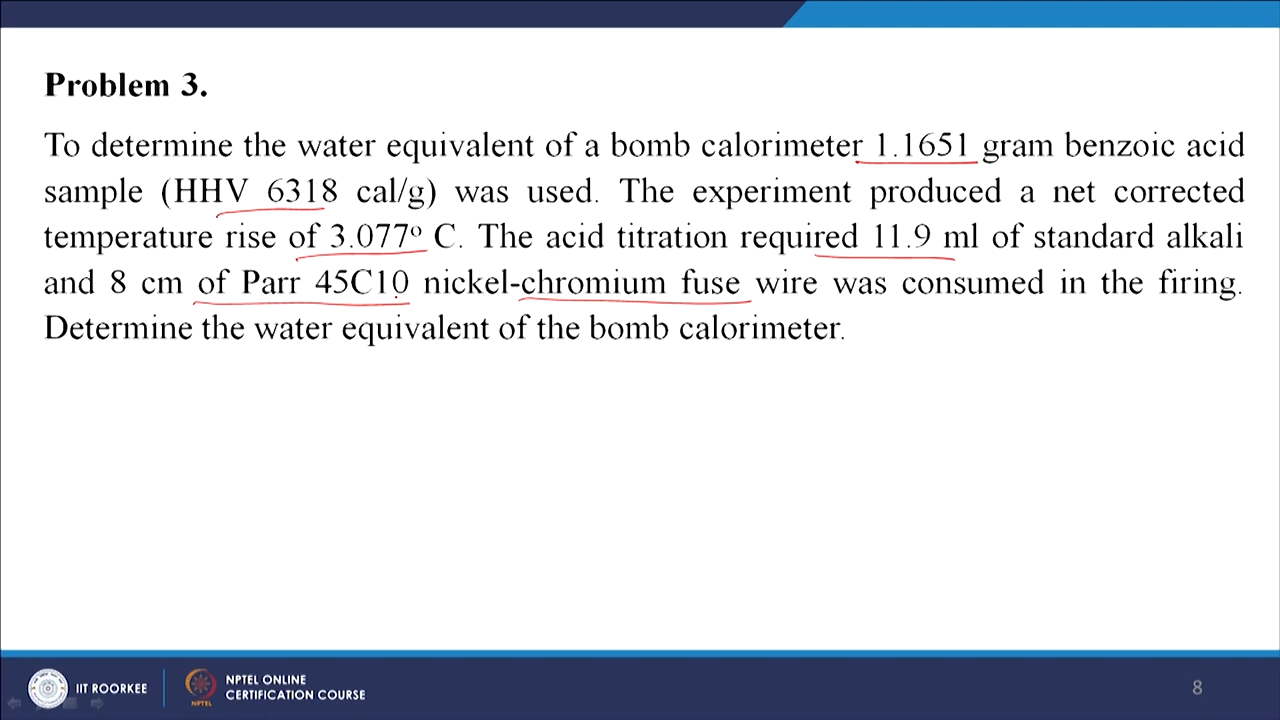 Problem 3.
To determine the water equivalent of a bomb calorimeter 1.1651 gram benzoic acid
sample (HHV 6318 cal/g) was used. The experiment produced a net corrected
temperature rise of 3.077º C. The acid titration required 11.9 ml of standard alkali
and 8 cm of Parr 45C10 nickel-chromium fuse wire was consumed in the firing.
Determine the water equivalent of the bomb calorimeter.
IIT ROORKEE
NPTEL
NPTEL ONLINE
CERTIFICATION COURSE
8